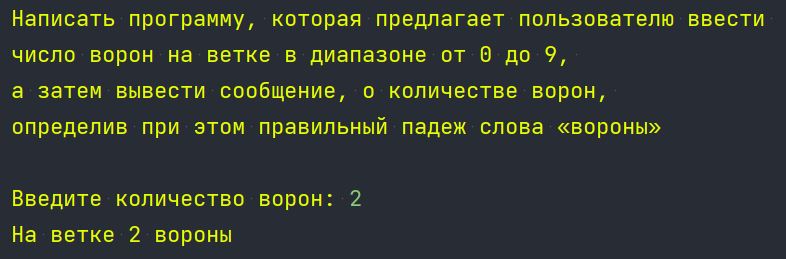 Написать программу, которая предлагает пользователю ввести
число ворон на ветке в диапазоне от 0 до 9,
а затем вывести сообщение, о количестве ворон,
определив при этом правильный падеж слова «вороны»
Введите количество ворон: 2
На ветке 2 вороны